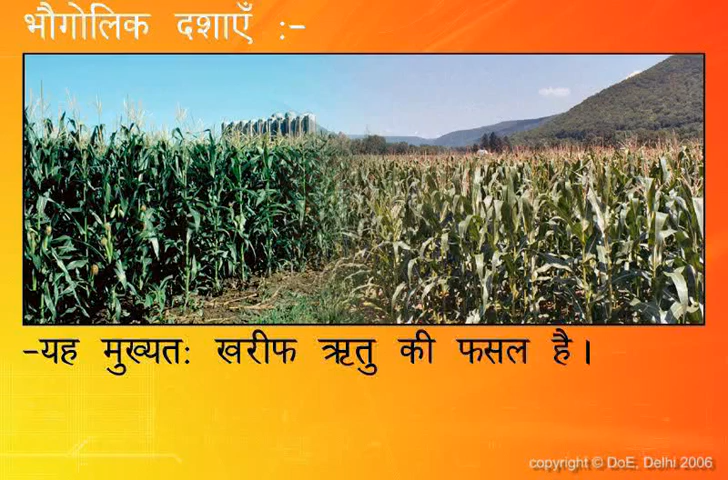 भौगोलिक दशाएँ :-
-यह मुख्यत: खरीफ ऋतु की फसल है।
copyright © DoE, Delhi 2006